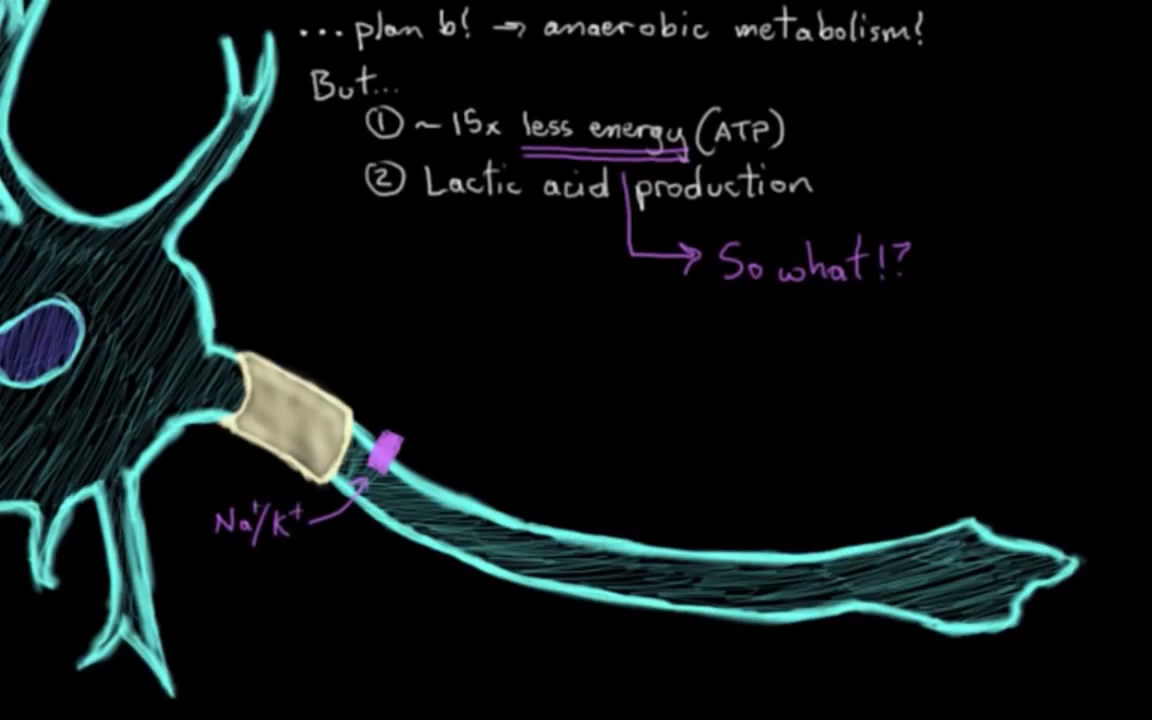 ...plan b! → anaerobic metabolism!
But...
① ~15x less energy (ATP)
② Lactic acid production
So what!?
Na⁺/K⁺